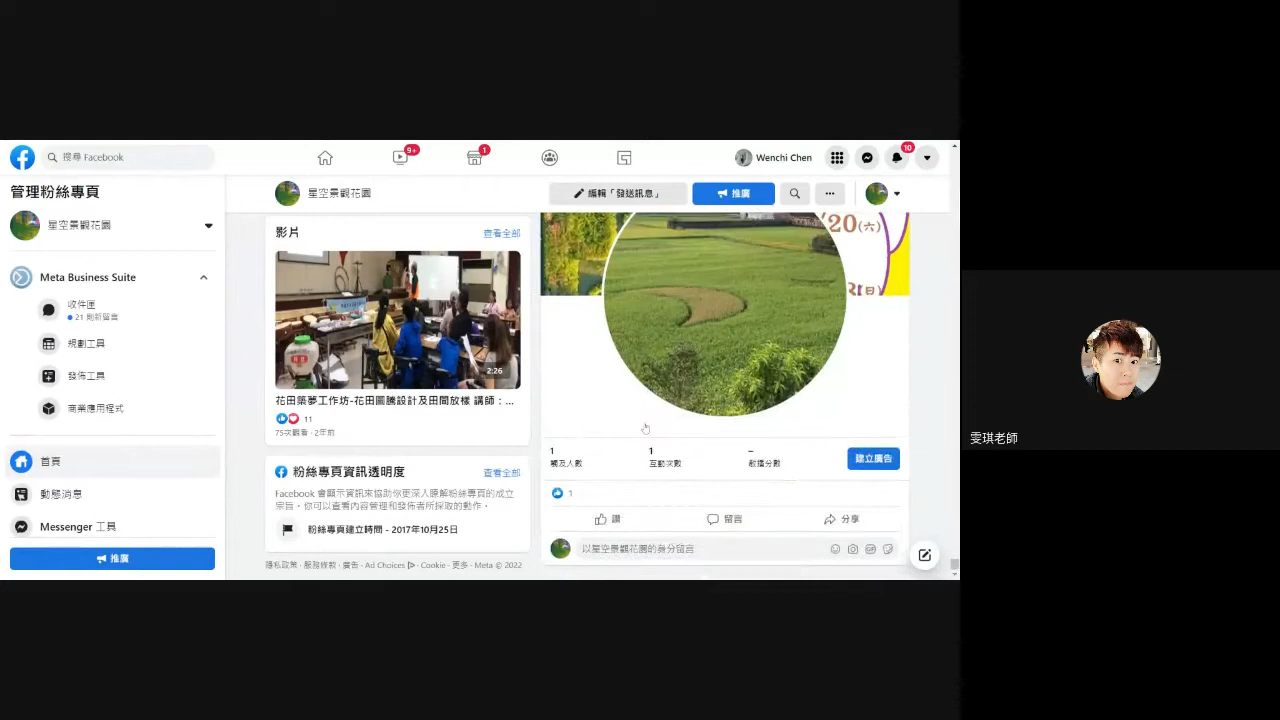 搜尋 Facebook
9+
1
Wenchi Chen
10
管理粉絲專頁
星空景觀花園
Meta Business Suite
收件匣
21 則新留言
規劃工具
發佈工具
商業應用程式
首頁
動態消息
Messenger 工具
推廣
星空景觀花園
編輯「發送訊息」
推廣
影片
查看全部
2:26
花田築夢工作坊-花田圖騰設計及田間放樣 講師：...
11
75次觀看 · 2年前
粉絲專頁資訊透明度
查看全部
Facebook 會顯示資訊來協助你更深入瞭解粉絲專頁的成立
宗旨。你可以查看內容管理和發佈者所採取的動作。
粉絲專頁建立時間 - 2017年10月25日
隱私政策 · 服務條款 · 廣告 · Ad Choices · Cookie · 更多 · Meta © 2022
/20(六)
(日)
1
觸及人數
1
互動次數
–
散播分數
建立廣告
1
讚
留言
分享
以星空景觀花園的身分留言
雯琪老師